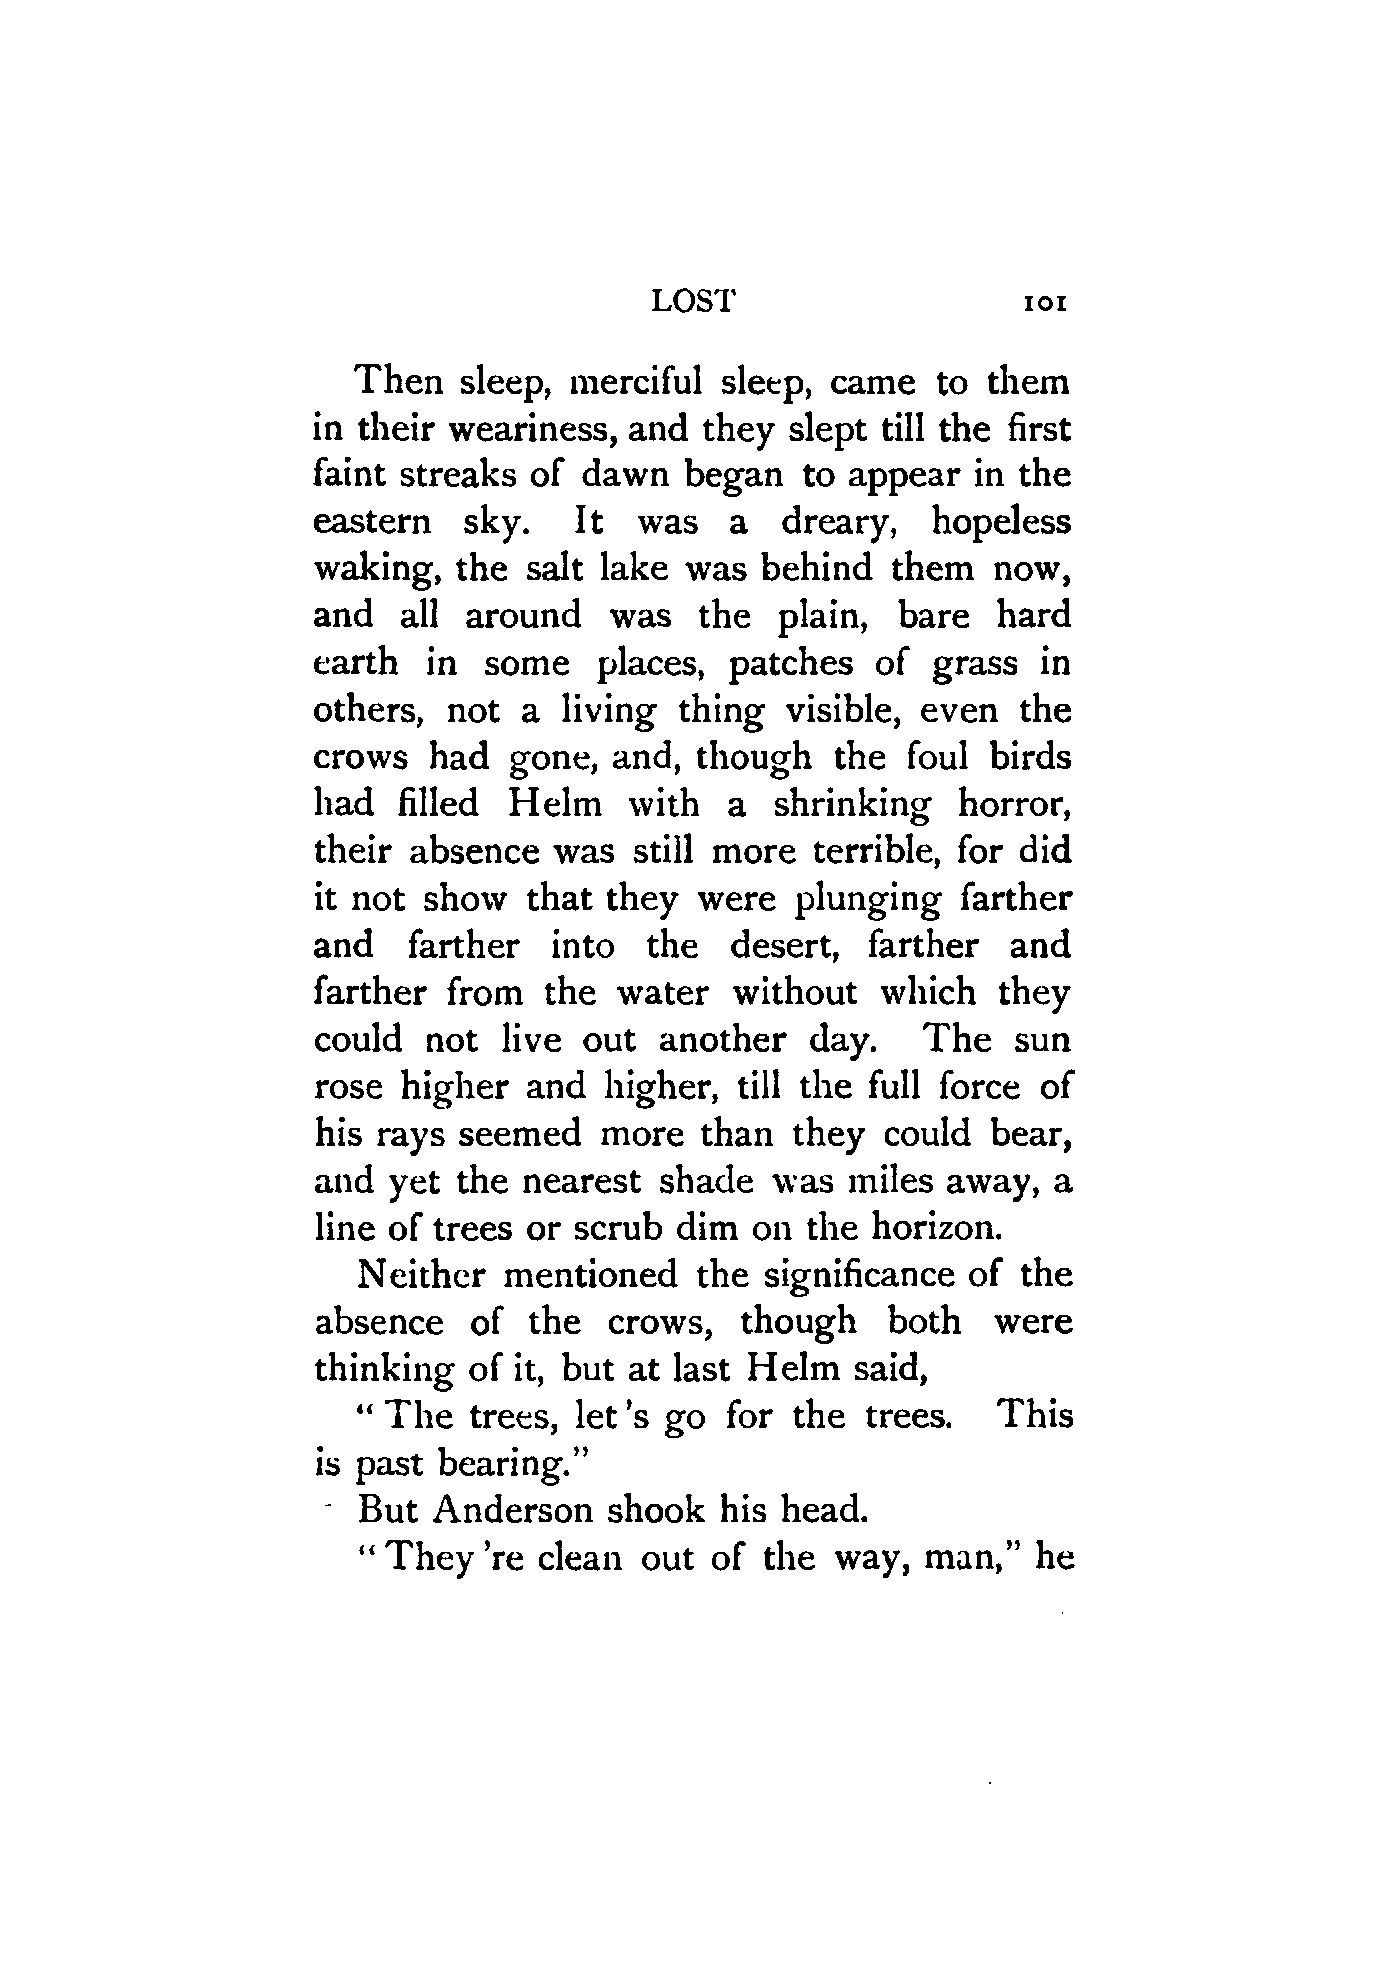 LOST 101
Then sleep, merciful sleep, came to them
in their weariness, and they slept till the first
faint streaks of dawn began to appear in the
eastern sky. It was a dreary, hopeless
waking, the salt lake was behind them now,
and all around was the plain, bare hard
earth in some places, patches of grass in
others, not a living thing visible, even the
crows had gone, and, though the foul birds
had filled Helm with a shrinking horror,
their absence was still more terrible, for did
it not show that they were plunging farther
and farther into the desert, farther and
farther from the water without which they
could not live out another day. The sun
rose higher and higher, till the full force of
his rays seemed more than they could bear,
and yet the nearest shade was miles away, a
line of trees or scrub dim on the horizon.
Neither mentioned the significance of the
absence of the crows, though both were
thinking of it, but at last Helm said,
" The trees, let 's go for the trees. This
is past bearing."
But Anderson shook his head.
" They 're clean out of the way, man," he